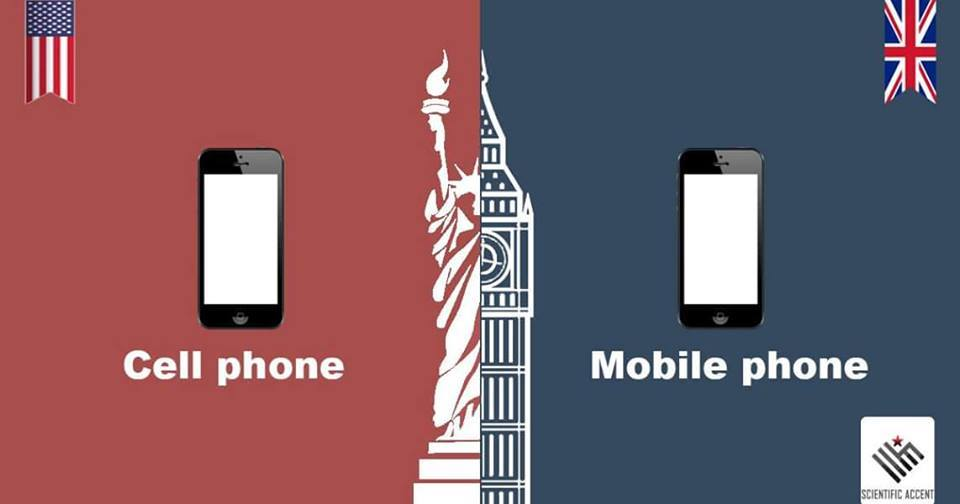 Cell phone
Mobile phone
SCIENTIFIC ACCENT